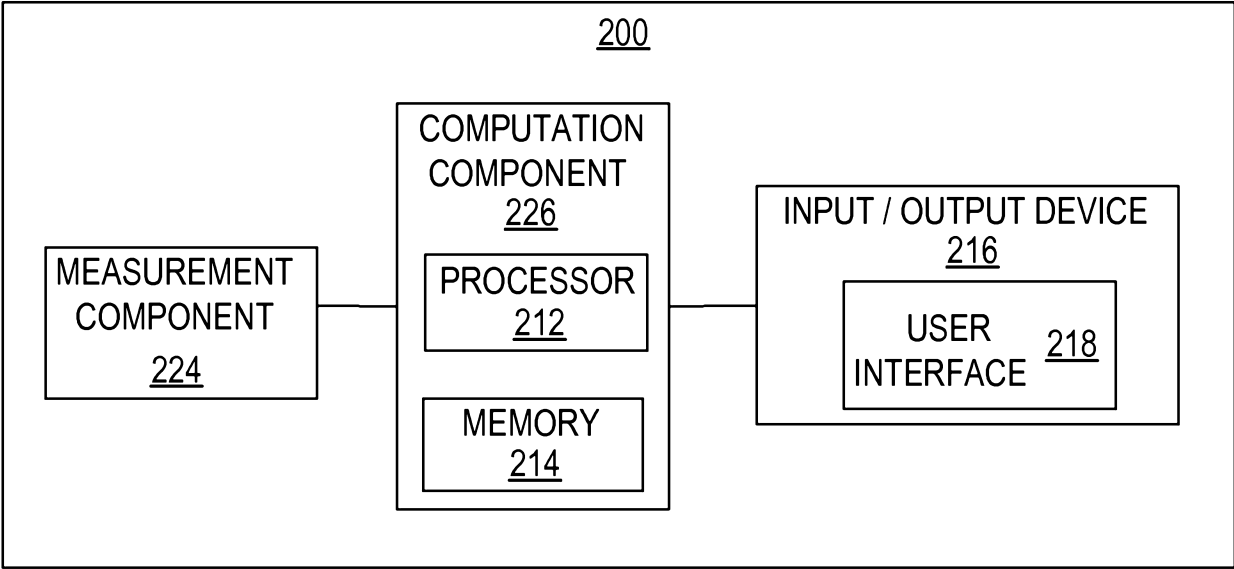 200
COMPUTATION
COMPONENT
226
PROCESSOR
212
MEMORY
214
MEASUREMENT
COMPONENT
224
INPUT / OUTPUT DEVICE
216
USER
INTERFACE
218